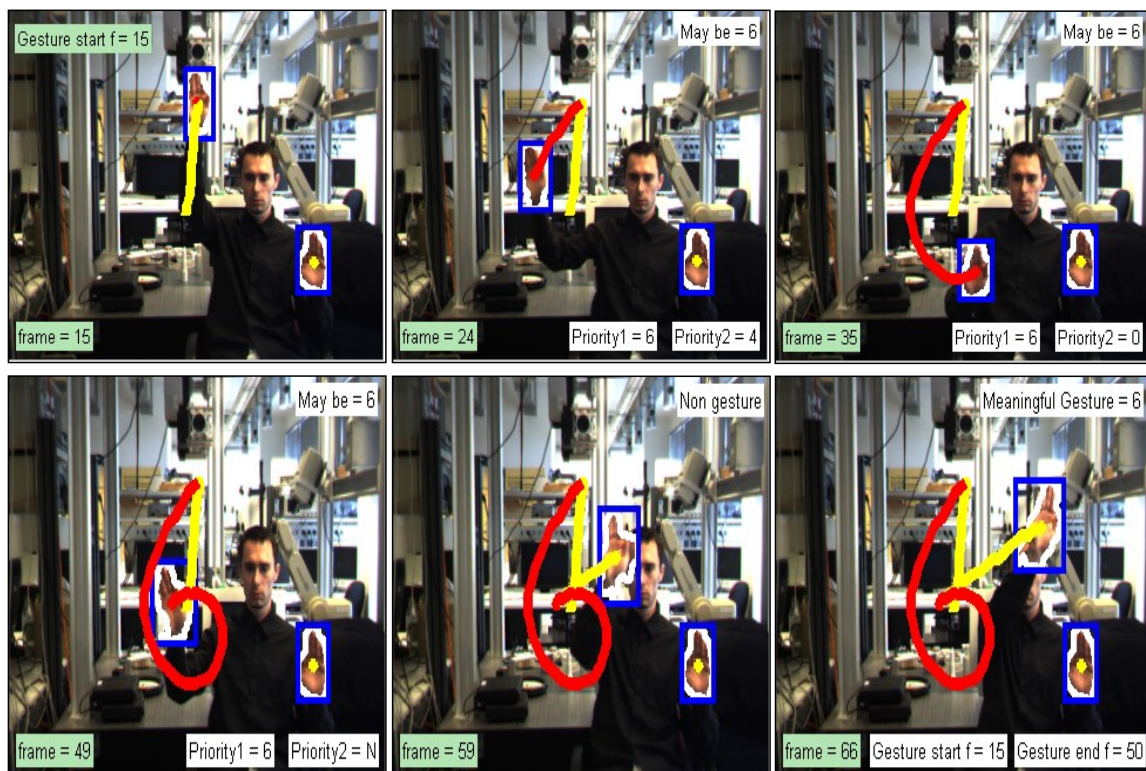 Gesture start f = 15
frame = 15
May be = 6
frame = 24
Priority1 = 6
Priority2 = 4
May be = 6
frame = 35
Priority1 = 6
Priority2 = 0
May be = 6
frame = 49
Priority1 = 6
Priority2 = N
Non gesture
frame = 59
Meaningful Gesture = 6
frame = 66
Gesture start f = 15
Gesture end f = 50